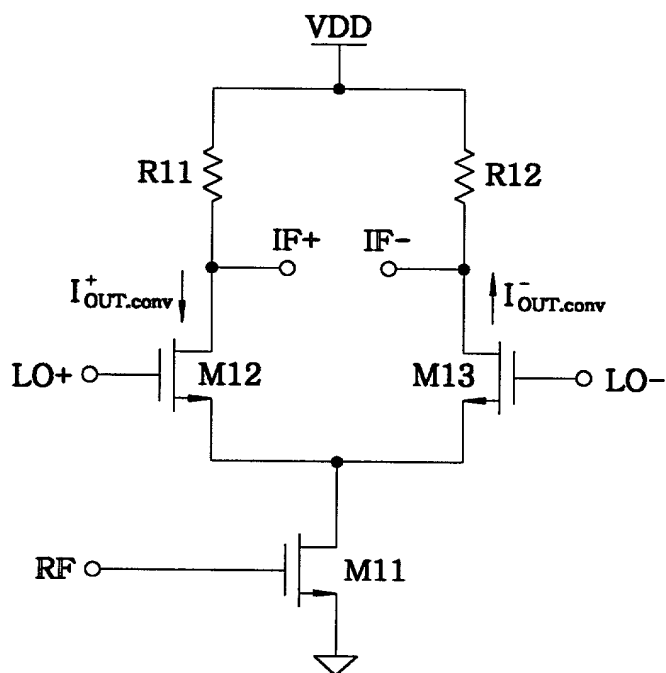 VDD
R11
R12
IF+
IF-
I+OUT.conv
I-OUT.conv
LO+
M12
M13
LO-
RF
M11